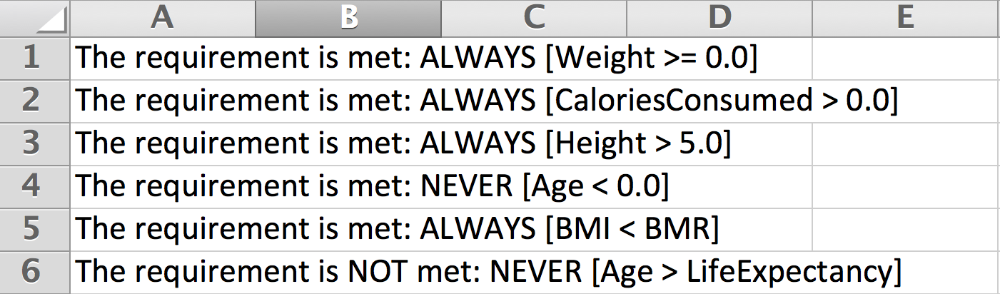 A B C D E
1 The requirement is met: ALWAYS [Weight >= 0.0]
2 The requirement is met: ALWAYS [CaloriesConsumed > 0.0]
3 The requirement is met: ALWAYS [Height > 5.0]
4 The requirement is met: NEVER [Age < 0.0]
5 The requirement is met: ALWAYS [BMI < BMR]
6 The requirement is NOT met: NEVER [Age > LifeExpectancy]